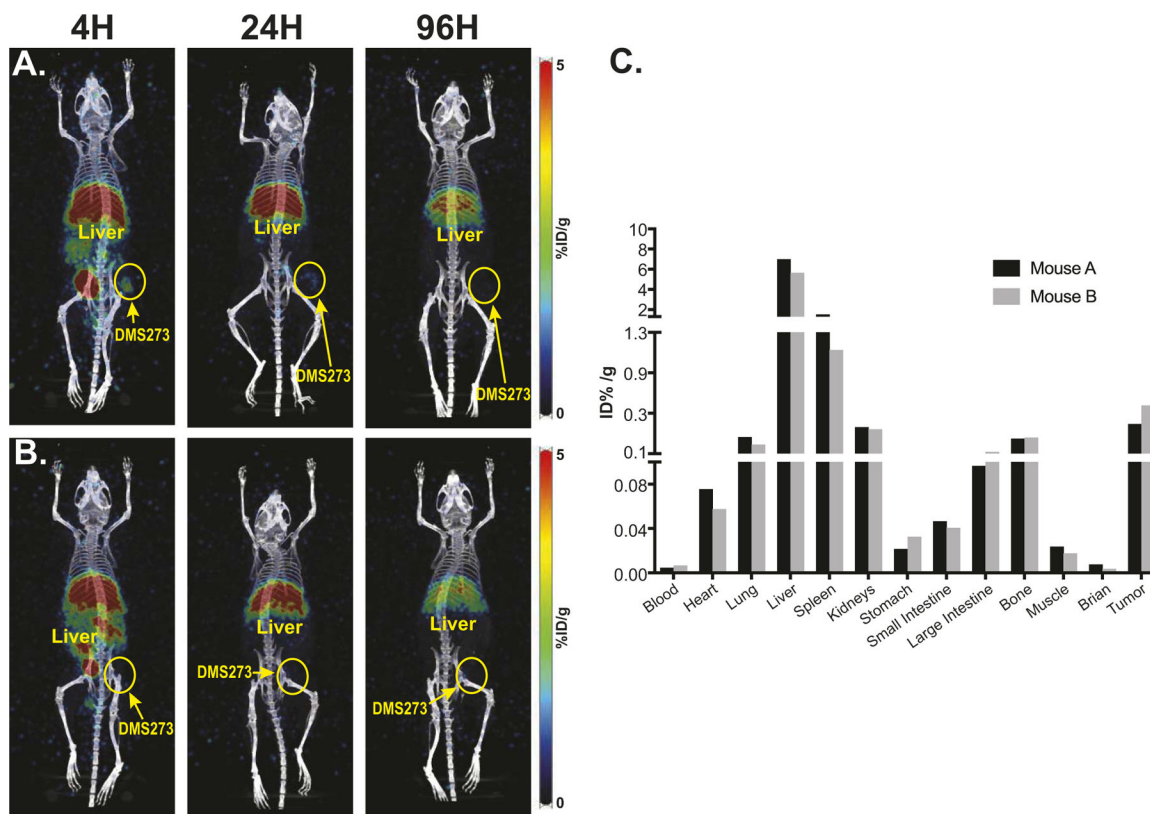 4H 24H 96H
A.
5
Liver
Liver
Liver
%ID/g
DMS273
DMS273
DMS273
0
B.
5
Liver
Liver
Liver
%ID/g
DMS273
DMS273
DMS273
0
C.
Mouse A
Mouse B
ID% /g
10
8
6
4
2
1.3
0.9
0.3
0.1
0.08
0.04
0.00
Blood
Heart
Lung
Liver
Spleen
Kidneys
Stomach
Small Intestine
Large Intestine
Bone
Muscle
Brian
Tumor